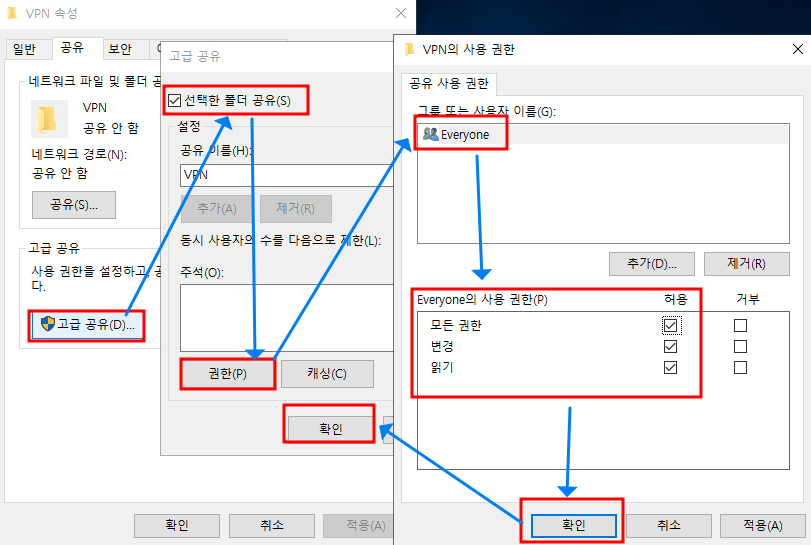 VPN 속성
일반
공유
보안
네트워크 파일 및 폴더 공
VPN
공유 안 함
네트워크 경로(N):
공유 안 함
공유(S)...
고급 공유
사용 권한을 설정하고, 공
다.
고급 공유(D)...
확인
취소
적용(A)
고급 공유
선택한 폴더 공유(S)
설정
공유 이름(H):
VPN
추가(A)
제거(R)
동시 사용자의 수를 다음으로 제한(L):
주석(O):
권한(P)
캐싱(C)
확인
VPN의 사용 권한
공유 사용 권한
그룹 또는 사용자 이름(G):
Everyone
추가(D)...
제거(R)
Everyone의 사용 권한(P)
허용
거부
모든 권한
변경
읽기
확인
취소
적용(A)